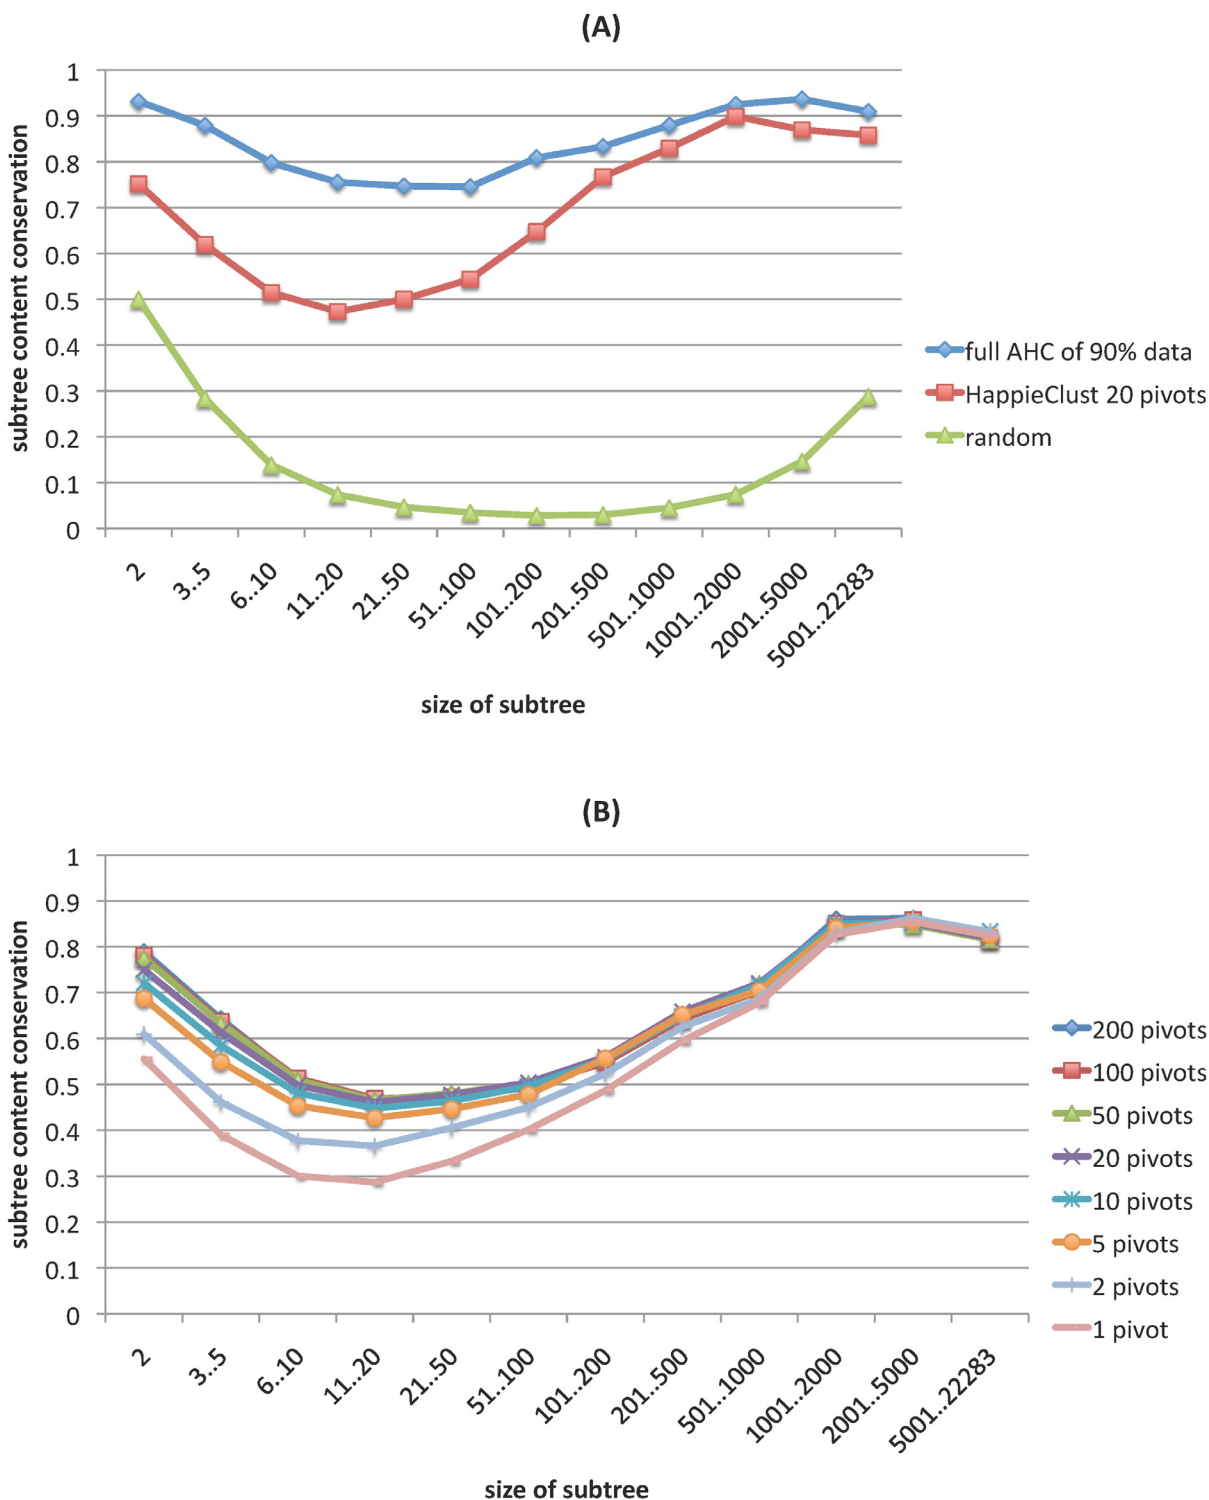 (A)
subtree content conservation
1
0.9
0.8
0.7
0.6
0.5
0.4
0.3
0.2
0.1
0
2
3..5
6..10
11..20
21..50
51..100
101..200
201..500
501..1000
1001..2000
2001..5000
5001..22283
size of subtree
full AHC of 90% data
HappieClust 20 pivots
random
(B)
subtree content conservation
1
0.9
0.8
0.7
0.6
0.5
0.4
0.3
0.2
0.1
0
2
3..5
6..10
11..20
21..50
51..100
101..200
201..500
501..1000
1001..2000
2001..5000
5001..22283
size of subtree
200 pivots
100 pivots
50 pivots
20 pivots
10 pivots
5 pivots
2 pivots
1 pivot